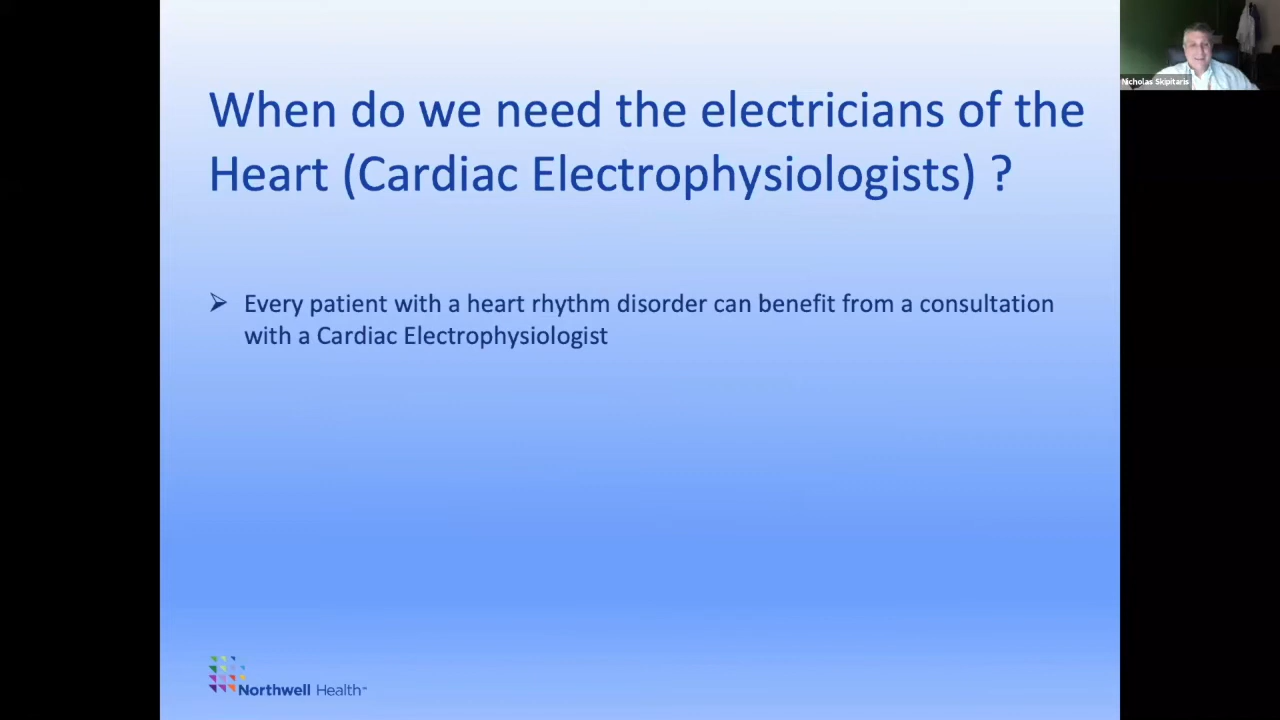 When do we need the electricians of the
Heart (Cardiac Electrophysiologists) ?
➢ Every patient with a heart rhythm disorder can benefit from a consultation
with a Cardiac Electrophysiologist
Northwell Health™
Nicholas Skipitaris